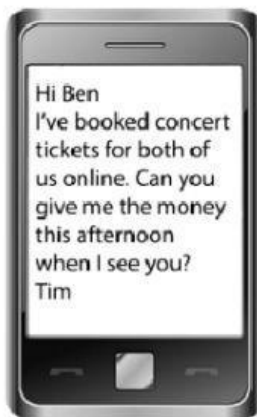 Hi Ben
I've booked concert
tickets for both of
us online. Can you
give me the money
this afternoon
when I see you?
Tim